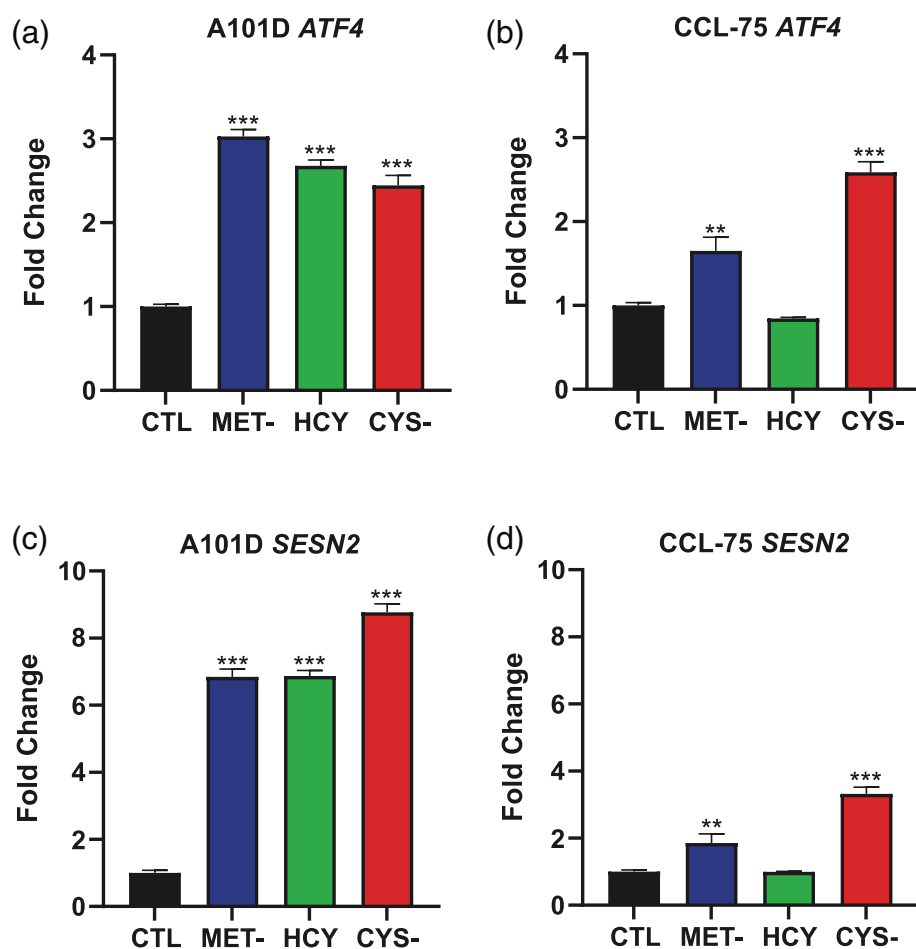 (a)
A101D ATF4
4
3
2
1
0
Fold Change
***
***
***
CTL MET- HCY CYS-
(b)
CCL-75 ATF4
4
3
2
1
0
Fold Change
**
***
CTL MET- HCY CYS-
(c)
A101D SESN2
10
8
6
4
2
0
Fold Change
***
***
***
CTL MET- HCY CYS-
(d)
CCL-75 SESN2
10
8
6
4
2
0
Fold Change
**
***
CTL MET- HCY CYS-